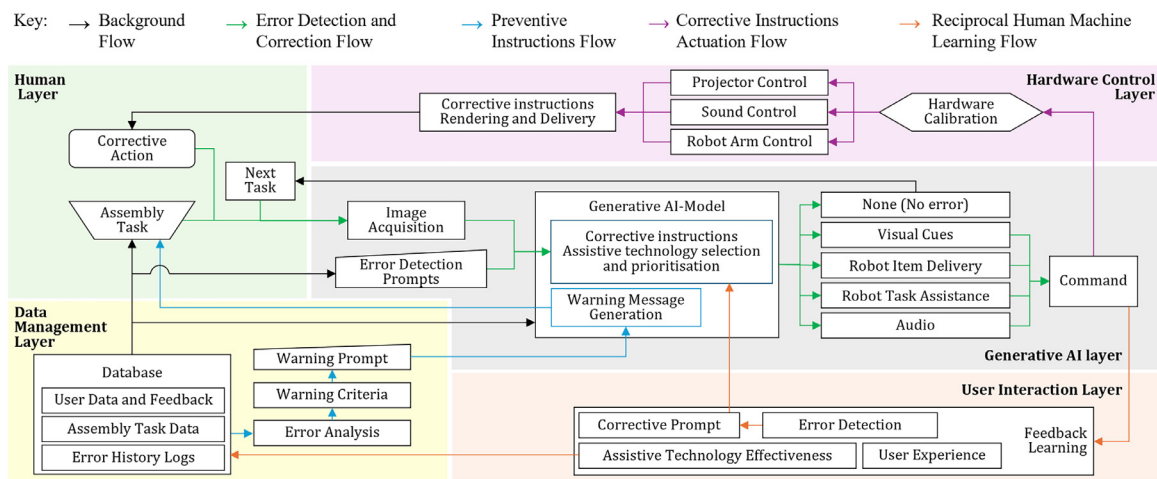 Key:
Background
Flow
Error Detection and
Correction Flow
Preventive
Instructions Flow
Corrective Instructions
Actuation Flow
Reciprocal Human Machine
Learning Flow
Human
Layer
Hardware Control
Layer
Corrective
Action
Next
Task
Assembly
Task
Corrective instructions
Rendering and Delivery
Projector Control
Sound Control
Robot Arm Control
Hardware
Calibration
Image
Acquisition
Error Detection
Prompts
Generative AI-Model
Corrective instructions
Assistive technology selection
and prioritisation
Warning Message
Generation
None (No error)
Visual Cues
Robot Item Delivery
Robot Task Assistance
Audio
Command
Generative AI layer
Data
Management
Layer
Database
User Data and Feedback
Assembly Task Data
Error History Logs
Warning Prompt
Warning Criteria
Error Analysis
User Interaction Layer
Corrective Prompt
Error Detection
Assistive Technology Effectiveness
User Experience
Feedback
Learning